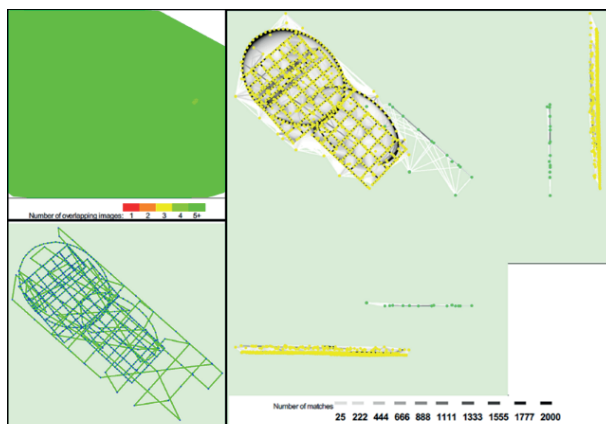 Number of overlapping images: 1 2 3 4 5+
Number of matches
25 222 444 666 888 1111 1333 1555 1777 2000